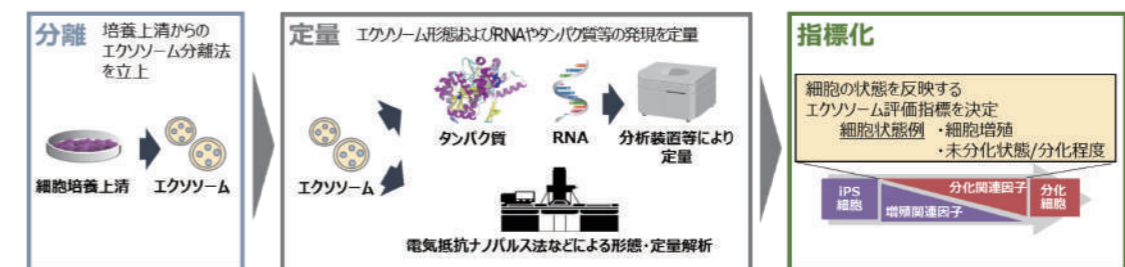 分離
培養上清からの
エクソソーム分離法
を立上
細胞培養上清
エクソソーム
定量
エクソソーム形態およびRNAやタンパク質等の発現を定量
エクソソーム
タンパク質
RNA
分析装置等により
定量
電気抵抗ナノパルス法などによる形態・定量解析
指標化
細胞の状態を反映する
エクソソーム評価指標を決定
細胞状態例 ・細胞増殖
・未分化状態/分化程度
iPS
細胞
分化関連因子
増殖関連因子
分化
細胞